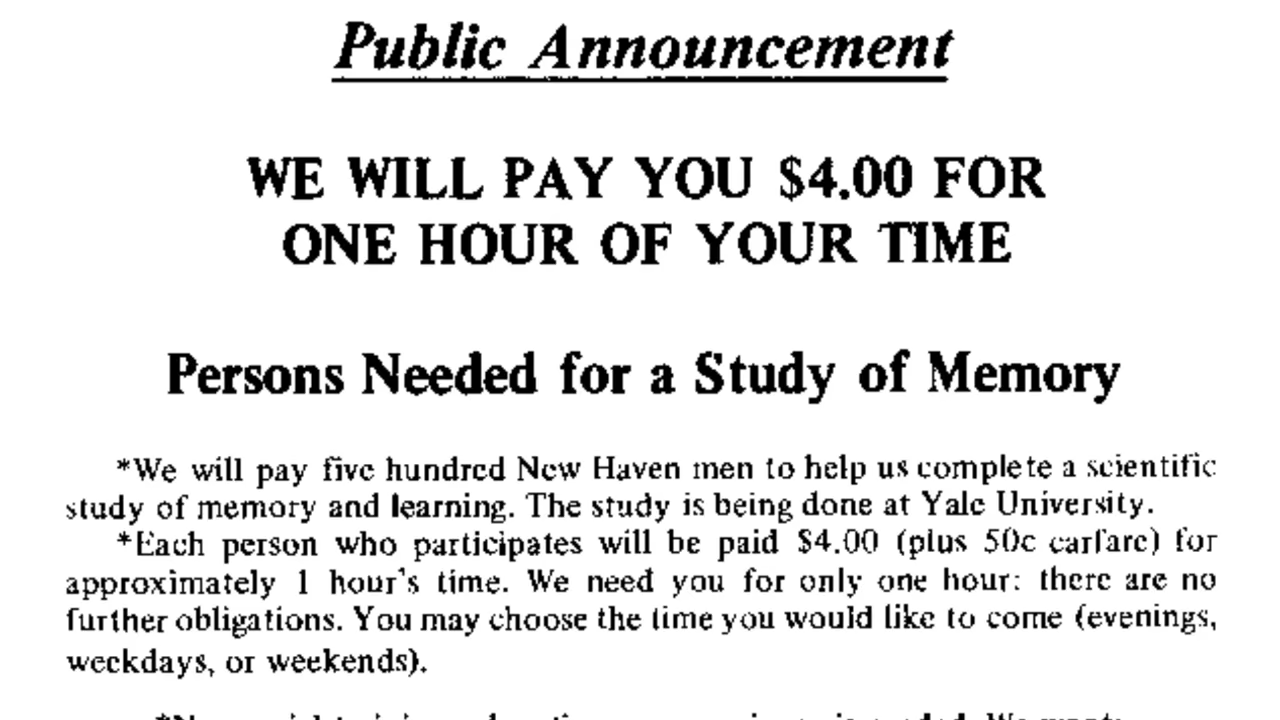 Public Announcement
WE WILL PAY YOU $4.00 FOR
ONE HOUR OF YOUR TIME
Persons Needed for a Study of Memory
*We will pay five hundred New Haven men to help us complete a scientific
study of memory and learning. The study is being done at Yale University.
*Each person who participates will be paid $4.00 (plus 50c carfare) for
approximately 1 hour's time. We need you for only one hour: there are no
further obligations. You may choose the time you would like to come (evenings,
weekdays, or weekends).